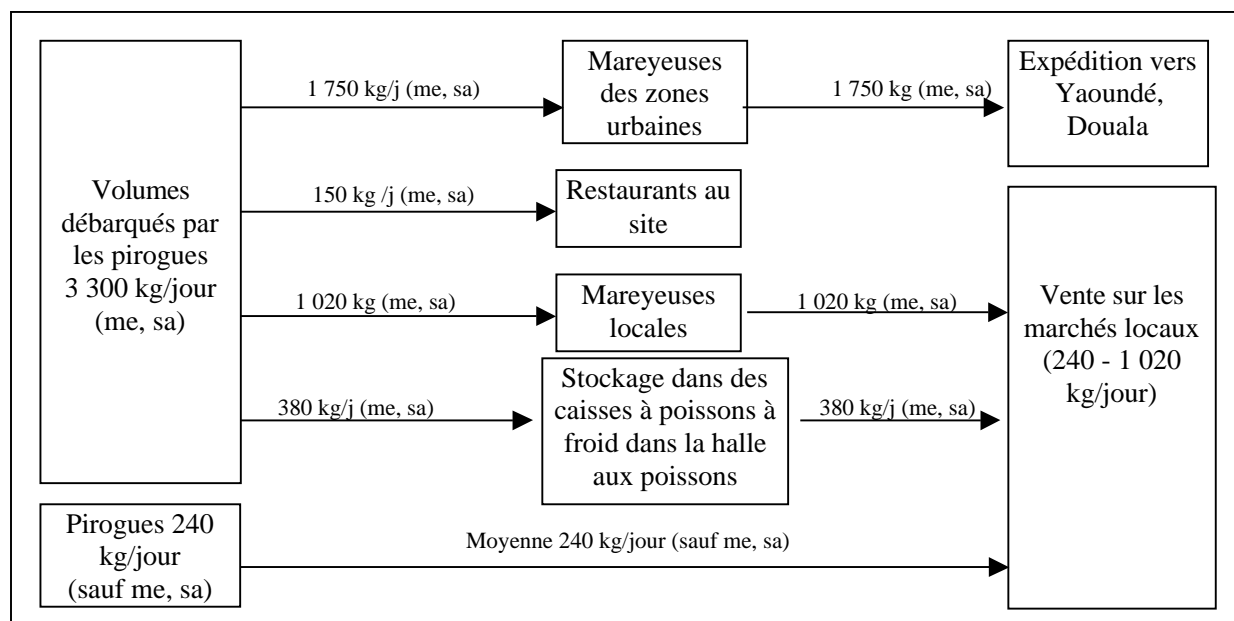 Volumes
débarqués par
les pirogues
3 300 kg/jour
(me, sa)
1 750 kg/j (me, sa)
Mareyeuses
des zones
urbaines
1 750 kg (me, sa)
Expédition vers
Yaoundé,
Douala
150 kg /j (me, sa)
Restaurants au
site
1 020 kg (me, sa)
Mareyeuses
locales
1 020 kg (me, sa)
380 kg/j (me, sa)
Stockage dans des
caisses à poissons à
froid dans la halle
aux poissons
380 kg/j (me, sa)
Vente sur les
marchés locaux
(240 - 1 020
kg/jour)
Pirogues 240
kg/jour
(sauf me, sa)
Moyenne 240 kg/jour (sauf me, sa)